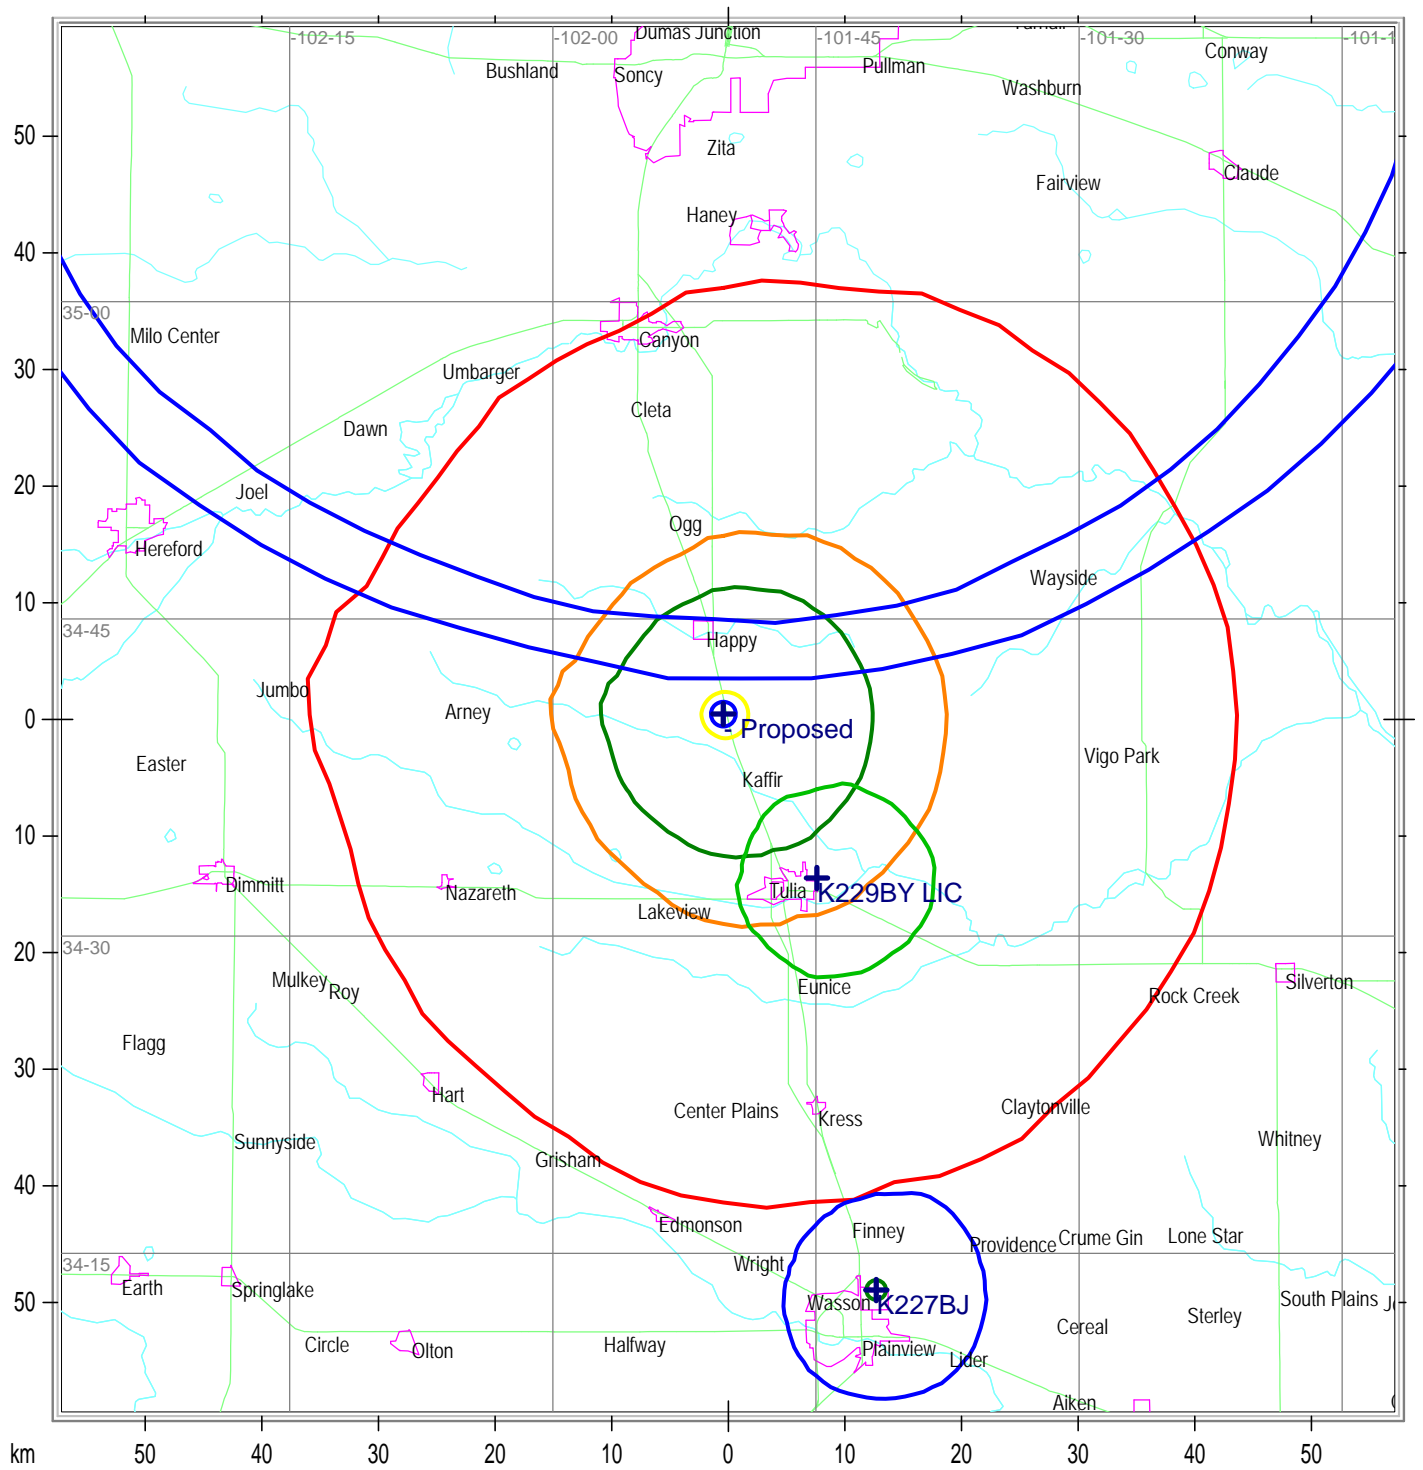 Dumas Junction
-102-15
-102-00
-101-45
-101-30
Conway
Bushland
Soncy
Pullman
Washburn
50
Zita
Claude
Fairview
Haney
40
35-00
Milo Center
Canyon
30
Umbarger
Cleta
Dawn
20
Joel
Ogg
Hereford
Wayside
10
34-45
Happy
Jumbo
Arney
0
Proposed
Easter
Vigo Park
Kaffir
10
Dimmitt
Nazareth
Tulia
K229BY LIC
Lakeview
34-30
20
Mulkey
Roy
Eunice
Silverton
Rock Creek
Flagg
30
Hart
Center Plains
Kress
Claytonville
Sunnyside
Whitney
Grisham
40
Edmonson
Finney
Providence
Crume Gin
Lone Star
34-15
Wright
Earth
Springlake
50
Wasson
K227BJ
South Plains
Sterley
Circle
Olton
Halfway
Plainview
Lider
Cereal
Aiken
km
50
40
30
20
10
0
10
20
30
40
50